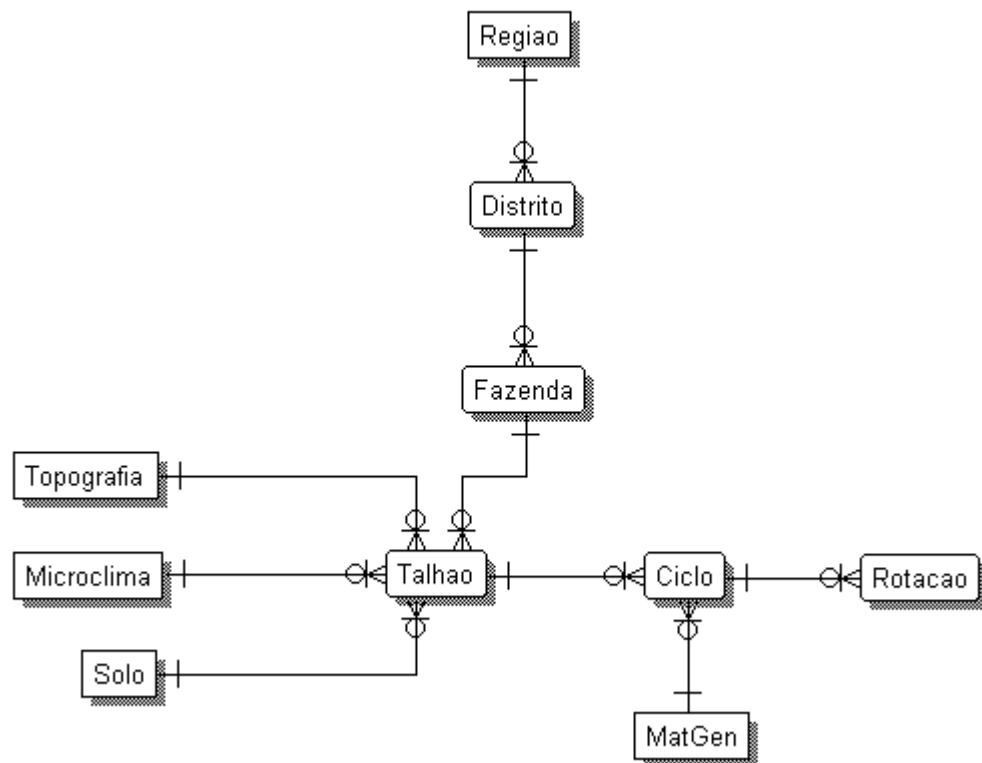 Regiao
Distrito
Fazenda
Topografia
Microclima
Talhao
Ciclo
Rotacao
Solo
MatGen